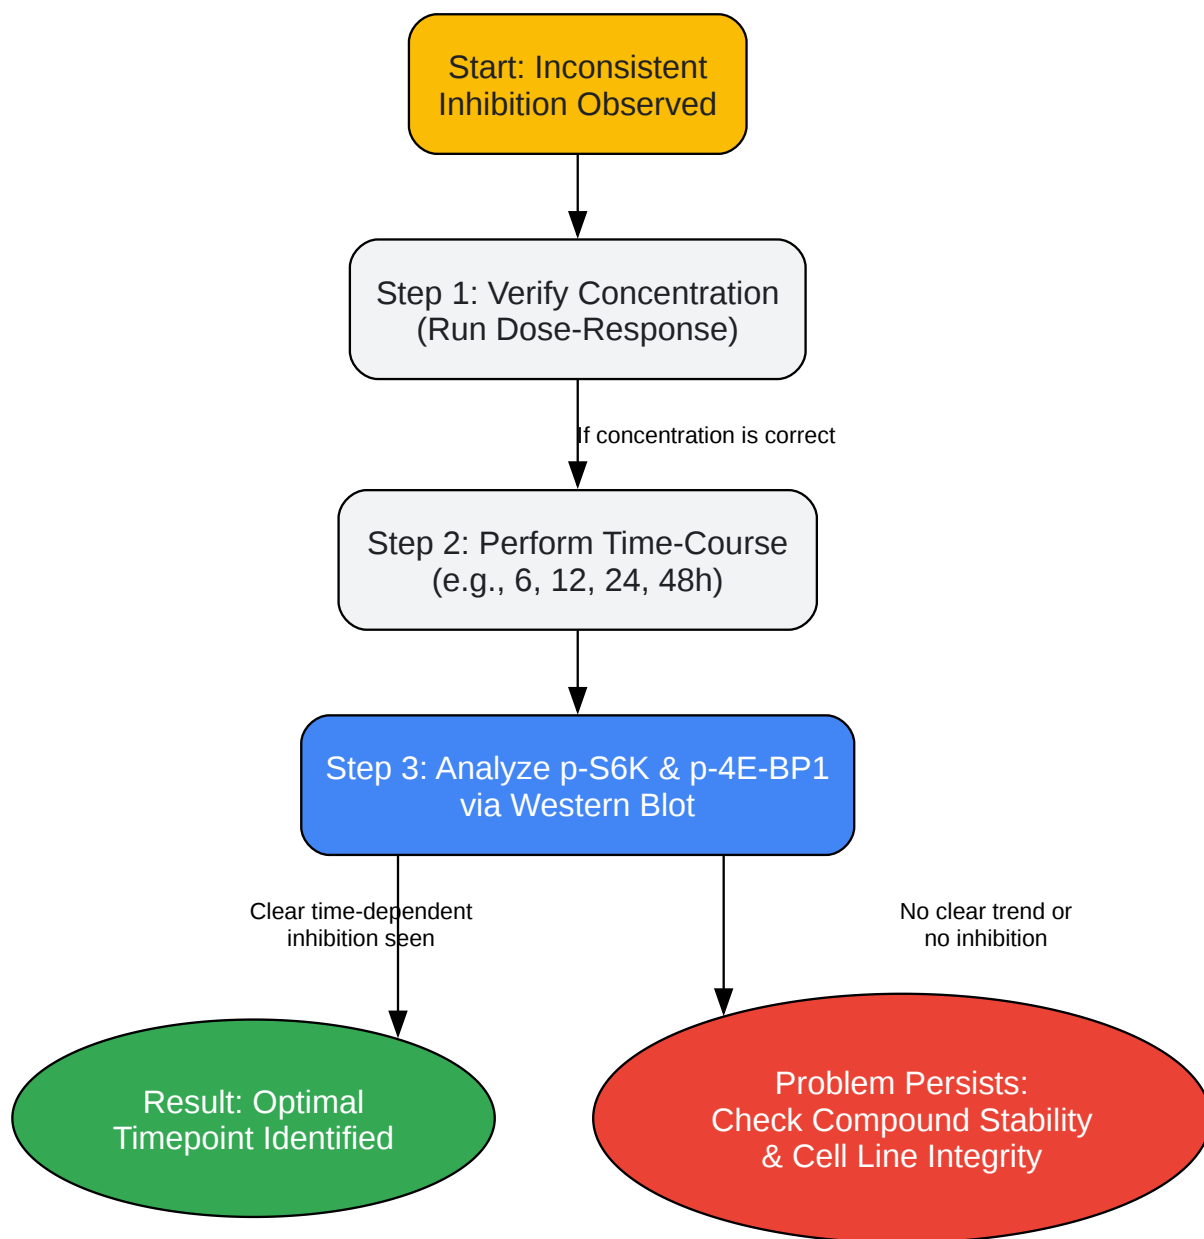 Start: Inconsistent
Inhibition Observed
Step 1: Verify Concentration
(Run Dose-Response)
If concentration is correct
Step 2: Perform Time-Course
(e.g., 6, 12, 24, 48h)
Step 3: Analyze p-S6K & p-4E-BP1
via Western Blot
Clear time-dependent
inhibition seen
No clear trend or
no inhibition
Result: Optimal
Timepoint Identified
Problem Persists:
Check Compound Stability
& Cell Line Integrity